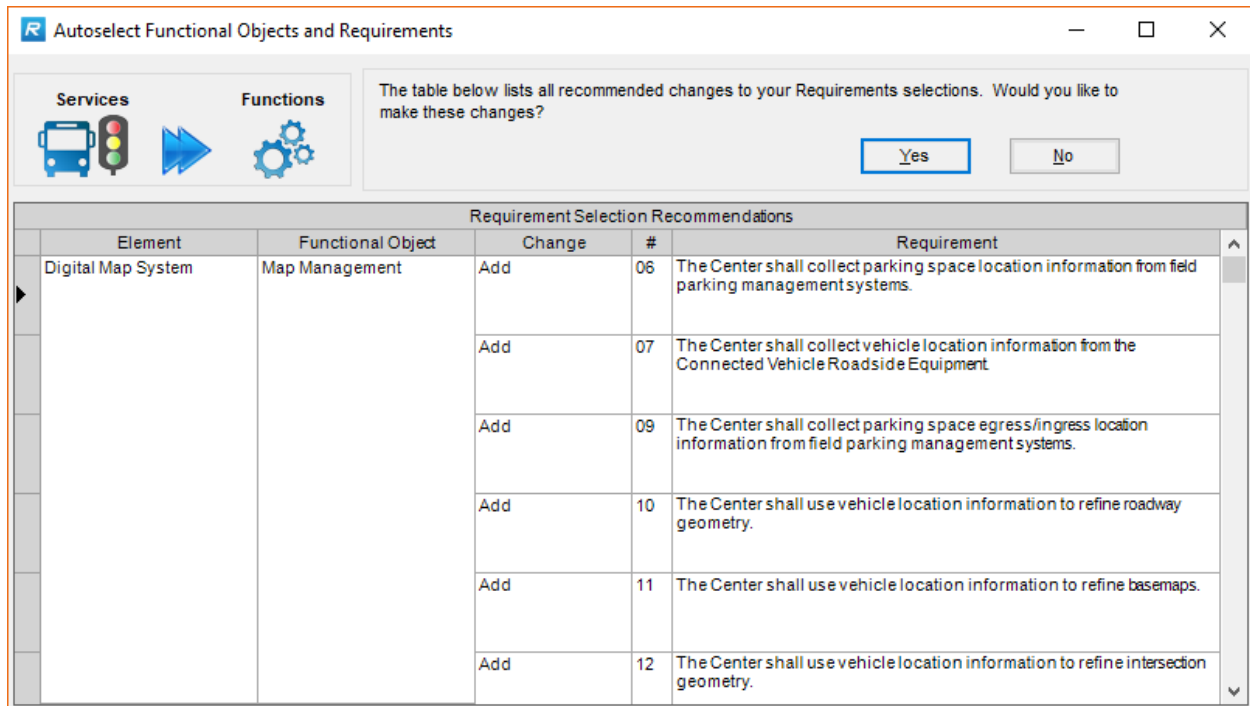 R Autoselect Functional Objects and Requirements
Services Functions
The table below lists all recommended changes to your Requirements selections. Would you like to
make these changes?
Yes No
Requirement Selection Recommendations
Element Functional Object Change # Requirement
Digital Map System Map Management Add 06 The Center shall collect parking space location information from field
parking management systems.
Add 07 The Center shall collect vehicle location information from the
Connected Vehicle Roadside Equipment.
Add 09 The Center shall collect parking space egress/ingress location
information from field parking management systems.
Add 10 The Center shall use vehicle location information to refine roadway
geometry.
Add 11 The Center shall use vehicle location information to refine basemaps.
Add 12 The Center shall use vehicle location information to refine intersection
geometry.